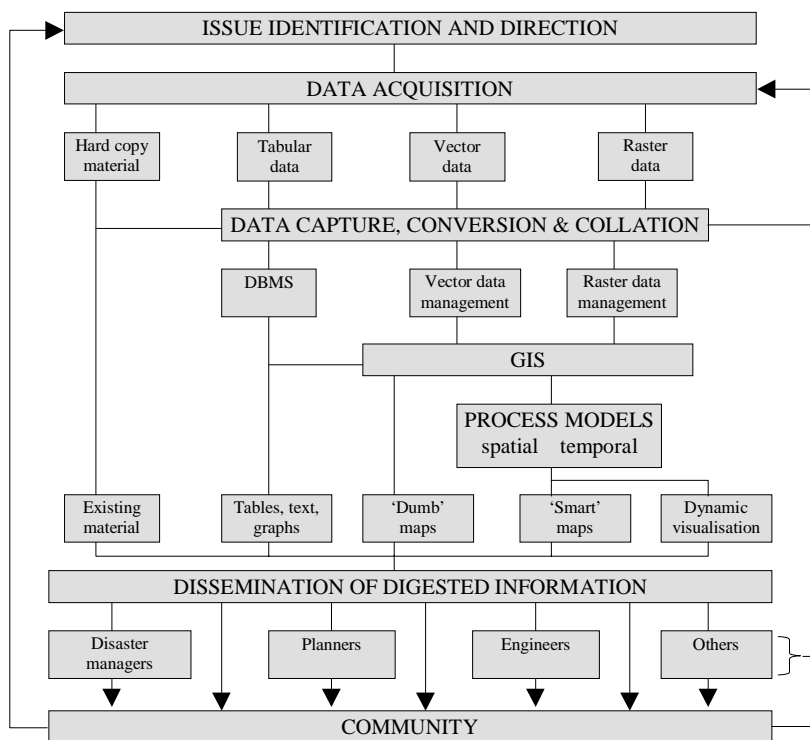 ISSUE IDENTIFICATION AND DIRECTION
DATA ACQUISITION
Hard copy
material
Tabular
data
Vector
data
Raster
data
DATA CAPTURE, CONVERSION & COLLATION
DBMS
Vector data
management
Raster data
management
GIS
PROCESS MODELS
spatial temporal
Existing
material
Tables, text,
graphs
‘Dumb’
maps
‘Smart’
maps
Dynamic
visualisation
DISSEMINATION OF DIGESTED INFORMATION
Disaster
managers
Planners
Engineers
Others
COMMUNITY